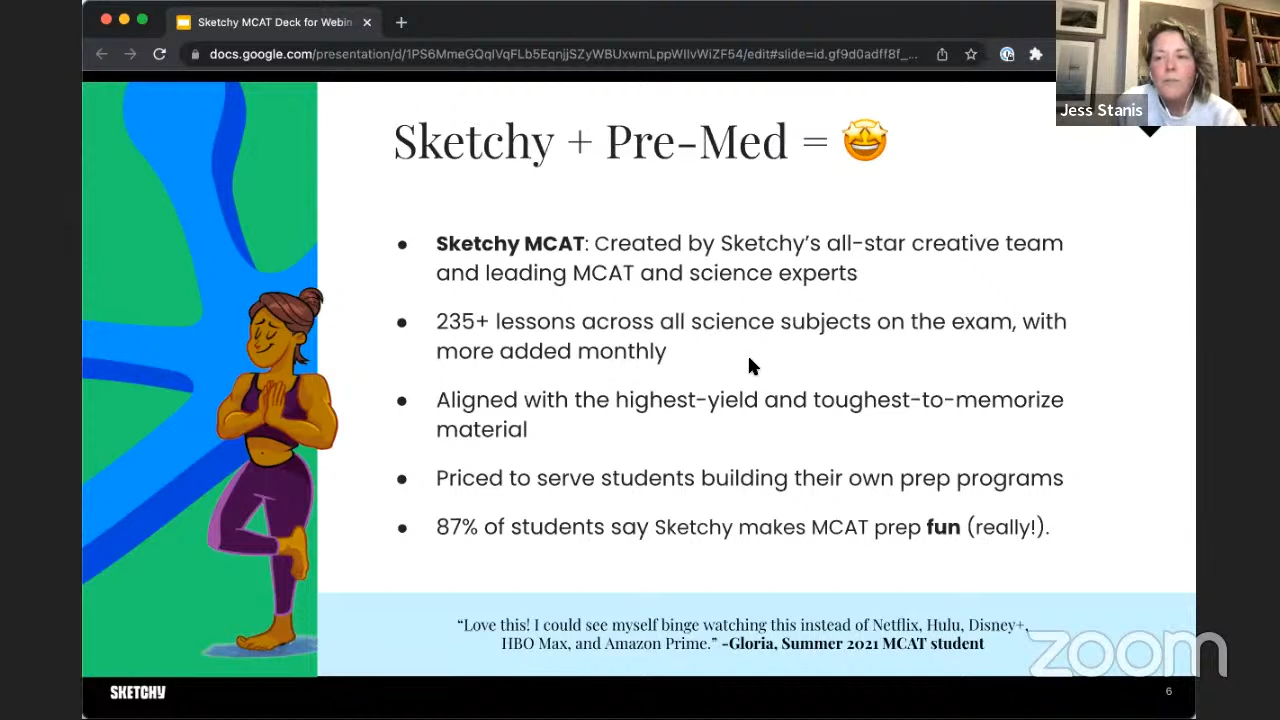 Sketchy MCAT Deck for Webin
docs.google.com/presentation/d/1PS6MmeGOqIVqFLb5EqnjjSZyWBUxwmLppWIIvWiZF54/edit#slide=id.gf9d0adff8f_...
Jess Stanis
Sketchy + Pre-Med = 🤩
● Sketchy MCAT: Created by Sketchy’s all-star creative team
and leading MCAT and science experts
● 235+ lessons across all science subjects on the exam, with
more added monthly
● Aligned with the highest-yield and toughest-to-memorize
material
● Priced to serve students building their own prep programs
● 87% of students say Sketchy makes MCAT prep fun (really!).
“Love this! I could see myself binge watching this instead of Netflix, Hulu, Disney+,
HBO Max, and Amazon Prime.” -Gloria, Summer 2021 MCAT student
zoom
SKETCHY
6